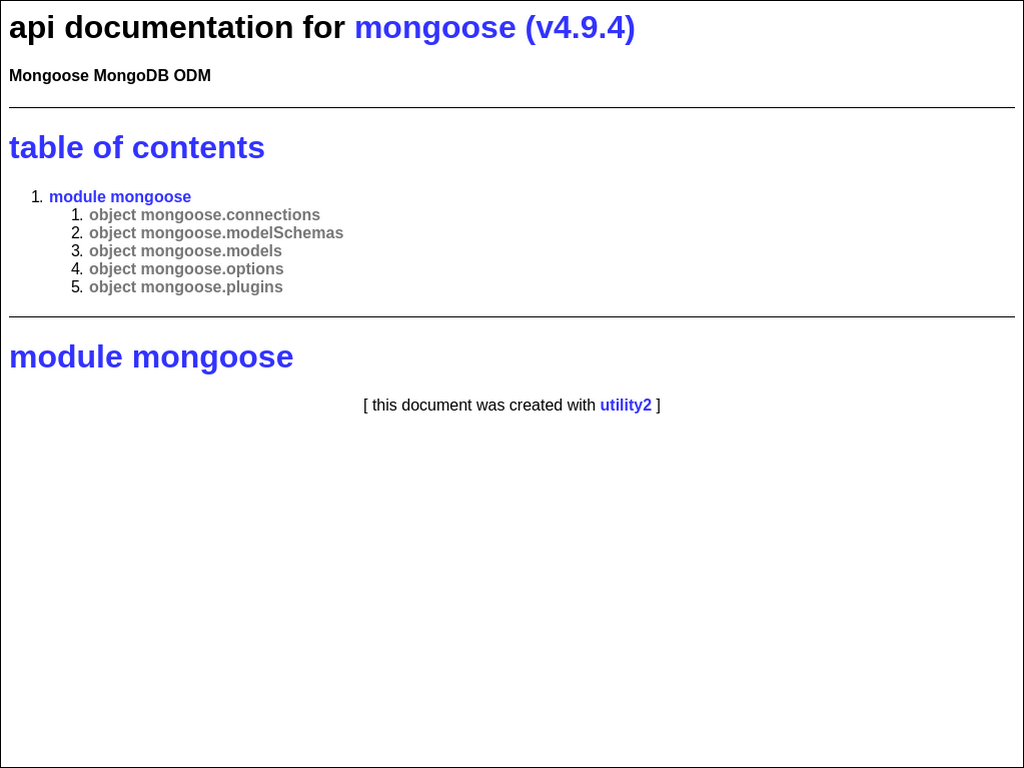 api documentation for mongoose (v4.9.4)
Mongoose MongoDB ODM
table of contents
1. module mongoose
1. object mongoose.connections
2. object mongoose.modelSchemas
3. object mongoose.models
4. object mongoose.options
5. object mongoose.plugins
module mongoose
[ this document was created with utility2 ]